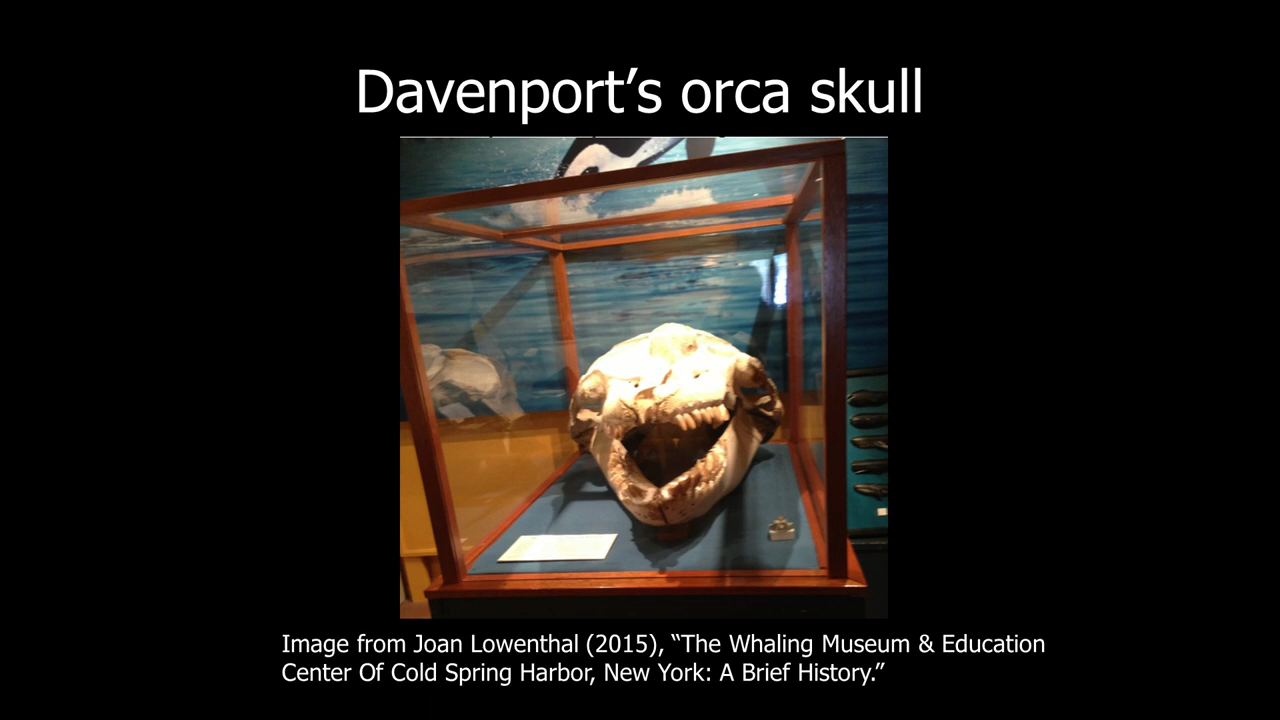 Davenport’s orca skull
Image from Joan Lowenthal (2015), “The Whaling Museum & Education
Center Of Cold Spring Harbor, New York: A Brief History.”